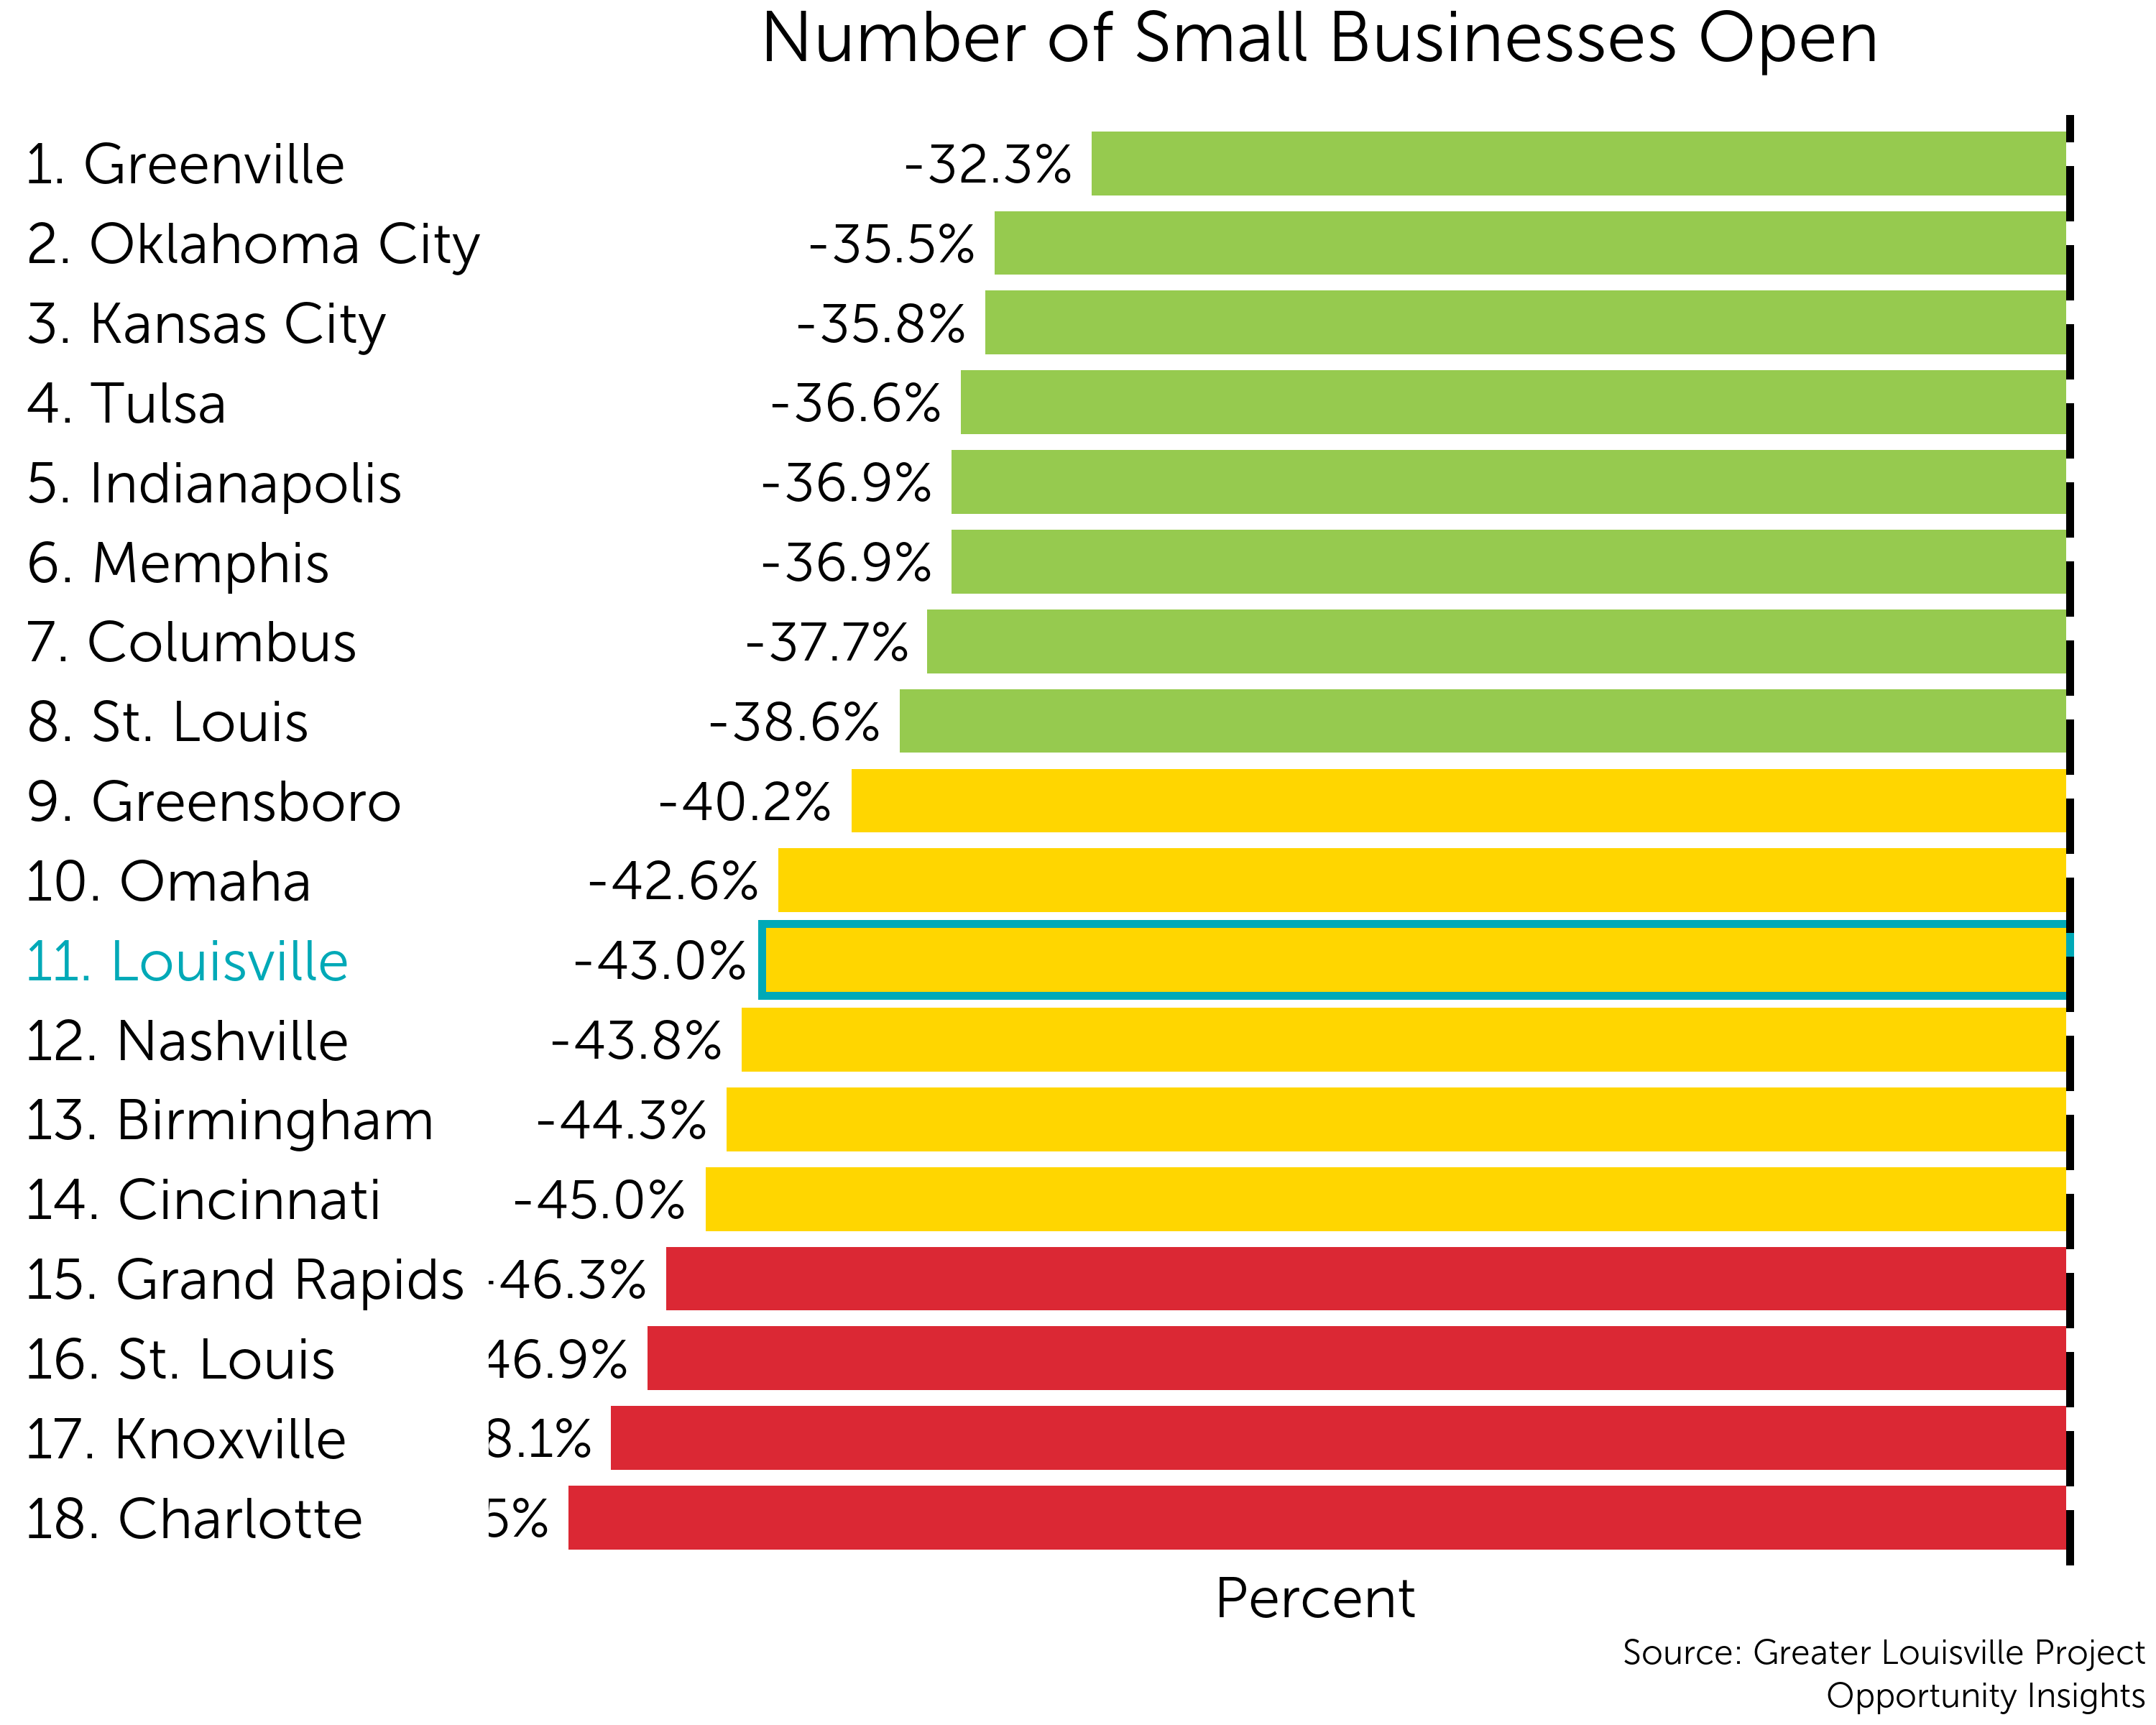 Number of Small Businesses Open
1. Greenville -32.3%
2. Oklahoma City -35.5%
3. Kansas City -35.8%
4. Tulsa -36.6%
5. Indianapolis -36.9%
6. Memphis -36.9%
7. Columbus -37.7%
8. St. Louis -38.6%
9. Greensboro -40.2%
10. Omaha -42.6%
11. Louisville -43.0%
12. Nashville -43.8%
13. Birmingham -44.3%
14. Cincinnati -45.0%
15. Grand Rapids -46.3%
16. St. Louis 46.9%
17. Knoxville 8.1%
18. Charlotte 5%
Percent
Source: Greater Louisville Project
Opportunity Insights